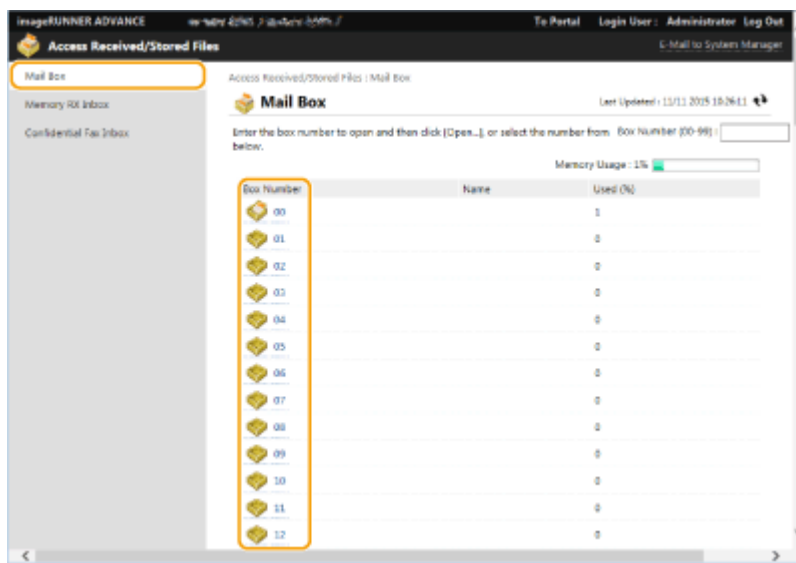 imageRUNNER ADVANCE To Portal Login User : Administrator Log Out
Access Received/Stored Files E-Mail to System Manager
Mail Box
Memory RX Inbox
Confidential Fax Inbox
Access Received/Stored Files : Mail Box
Mail Box Last Updated : 11/11 2015 10:26:11
Enter the box number to open and then click [Open...], or select the number from Box Number (00-99) :
below.
Memory Usage : 1%
Box Number Name Used (%)
00 1
01 0
02 0
03 0
04 0
05 0
06 0
07 0
08 0
09 0
10 0
11 0
12 0